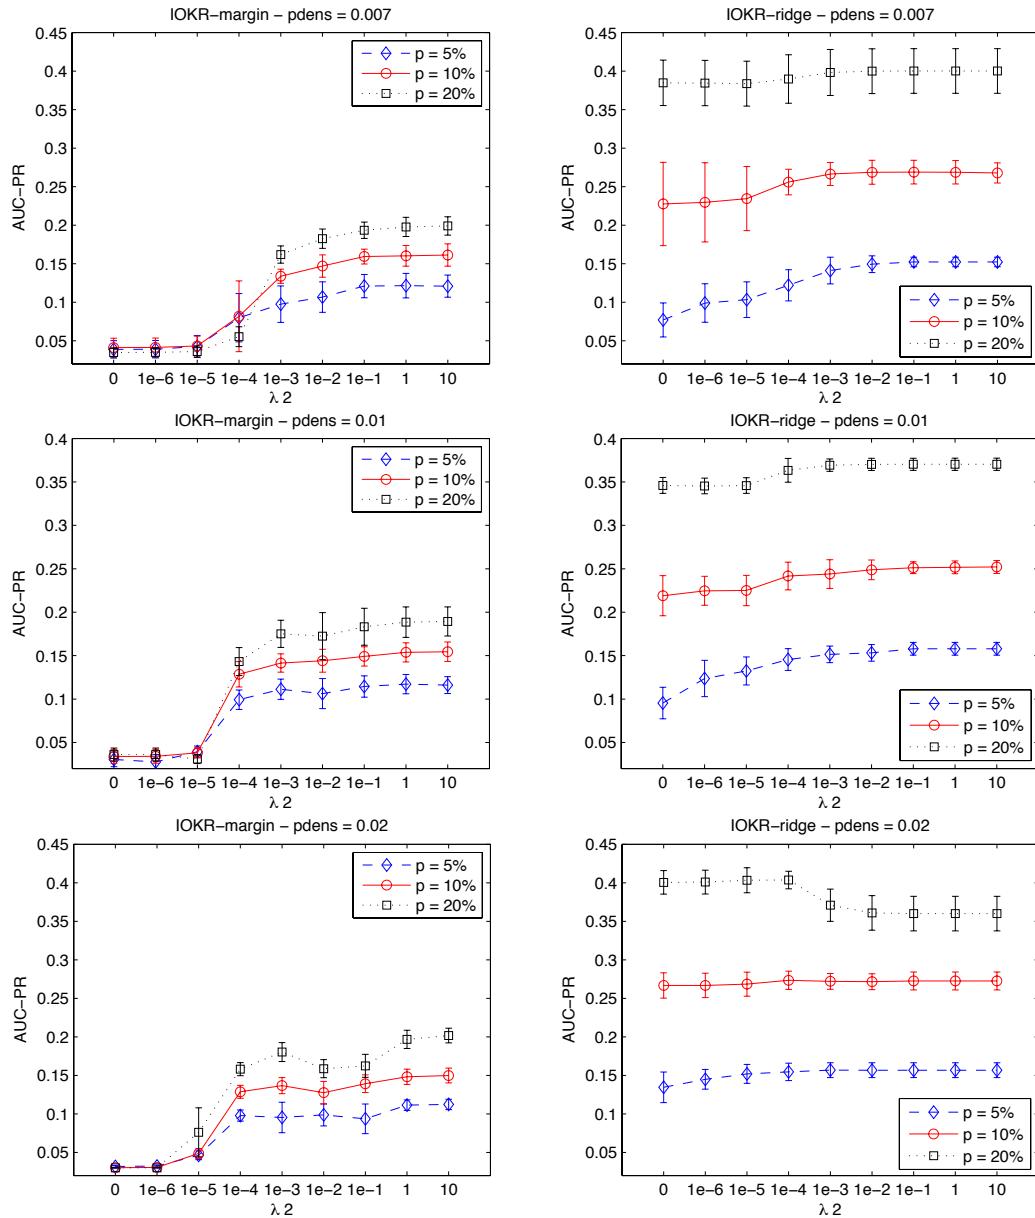 IOKR-margin - pdens = 0.007
0.45
0.4
0.35
0.3
0.25
0.2
0.15
0.1
0.05
AUC-PR
p = 5%
p = 10%
p = 20%
0 1e-6 1e-5 1e-4 1e-3 1e-2 1e-1 1 10
λ 2
IOKR-ridge - pdens = 0.007
0.45
0.4
0.35
0.3
0.25
0.2
0.15
0.1
0.05
AUC-PR
p = 5%
p = 10%
p = 20%
0 1e-6 1e-5 1e-4 1e-3 1e-2 1e-1 1 10
λ 2
IOKR-margin - pdens = 0.01
0.4
0.35
0.3
0.25
0.2
0.15
0.1
0.05
AUC-PR
p = 5%
p = 10%
p = 20%
0 1e-6 1e-5 1e-4 1e-3 1e-2 1e-1 1 10
λ 2
IOKR-ridge - pdens = 0.01
0.4
0.35
0.3
0.25
0.2
0.15
0.1
0.05
AUC-PR
p = 5%
p = 10%
p = 20%
0 1e-6 1e-5 1e-4 1e-3 1e-2 1e-1 1 10
λ 2
IOKR-margin - pdens = 0.02
0.45
0.4
0.35
0.3
0.25
0.2
0.15
0.1
0.05
AUC-PR
p = 5%
p = 10%
p = 20%
0 1e-6 1e-5 1e-4 1e-3 1e-2 1e-1 1 10
λ 2
IOKR-ridge - pdens = 0.02
0.45
0.4
0.35
0.3
0.25
0.2
0.15
0.1
0.05
AUC-PR
p = 5%
p = 10%
p = 20%
0 1e-6 1e-5 1e-4 1e-3 1e-2 1e-1 1 10
λ 2